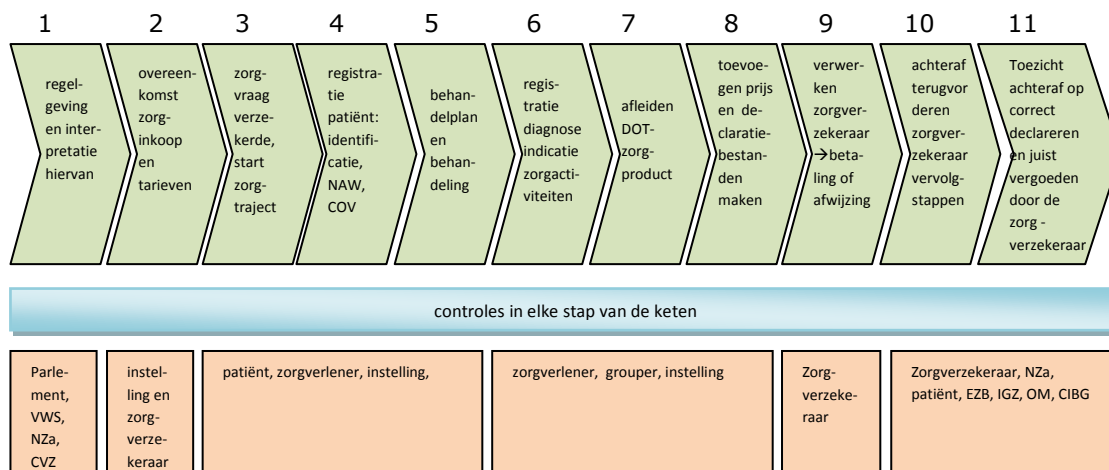 1 2 3 4 5 6 7 8 9 10 11
regel-
geving
en inter-
pretatie
hiervan
overeen-
komst
zorg-
inkoop
en
tarieven
zorg-
vraag
verze-
kerde,
start
zorg-
traject
registra-
tie
patiënt:
identifi-
catie,
NAW,
COV
behan-
delplan
en
behan-
deling
regis-
tratie
diagnose
indicatie
zorgacti-
viteiten
afleiden
DOT-
zorg-
product
toevoe-
gen prijs
en de-
claratie-
bestan-
den
maken
verwer-
ken
zorgver-
zekeraar
→beta-
ling of
afwijzing
achteraf
terugvor
deren
zorgver-
zekeraar
vervolg-
stappen
Toezicht
achteraf op
correct
declareren
en juist
vergoeden
door de
zorg -
verzekeraar
controles in elke stap van de keten
Parle-
ment,
VWS,
NZa,
CVZ
instel-
ling en
zorg-
verze-
keraar
patiënt, zorgverlener, instelling,
zorgverlener, grouper, instelling
Zorg-
verzeke-
raar
Zorgverzekeraar, NZa,
patiënt, EZB, IGZ, OM, CIBG